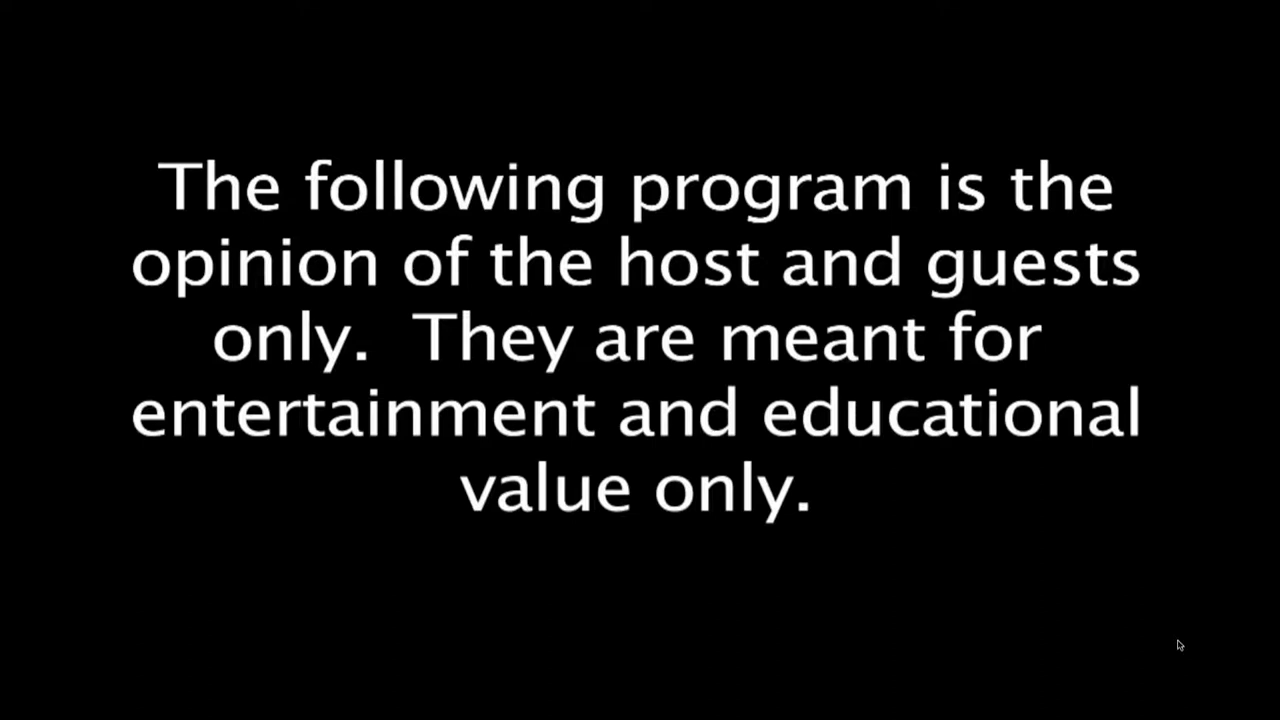 The following program is the
opinion of the host and guests
only.  They are meant for
entertainment and educational
value only.